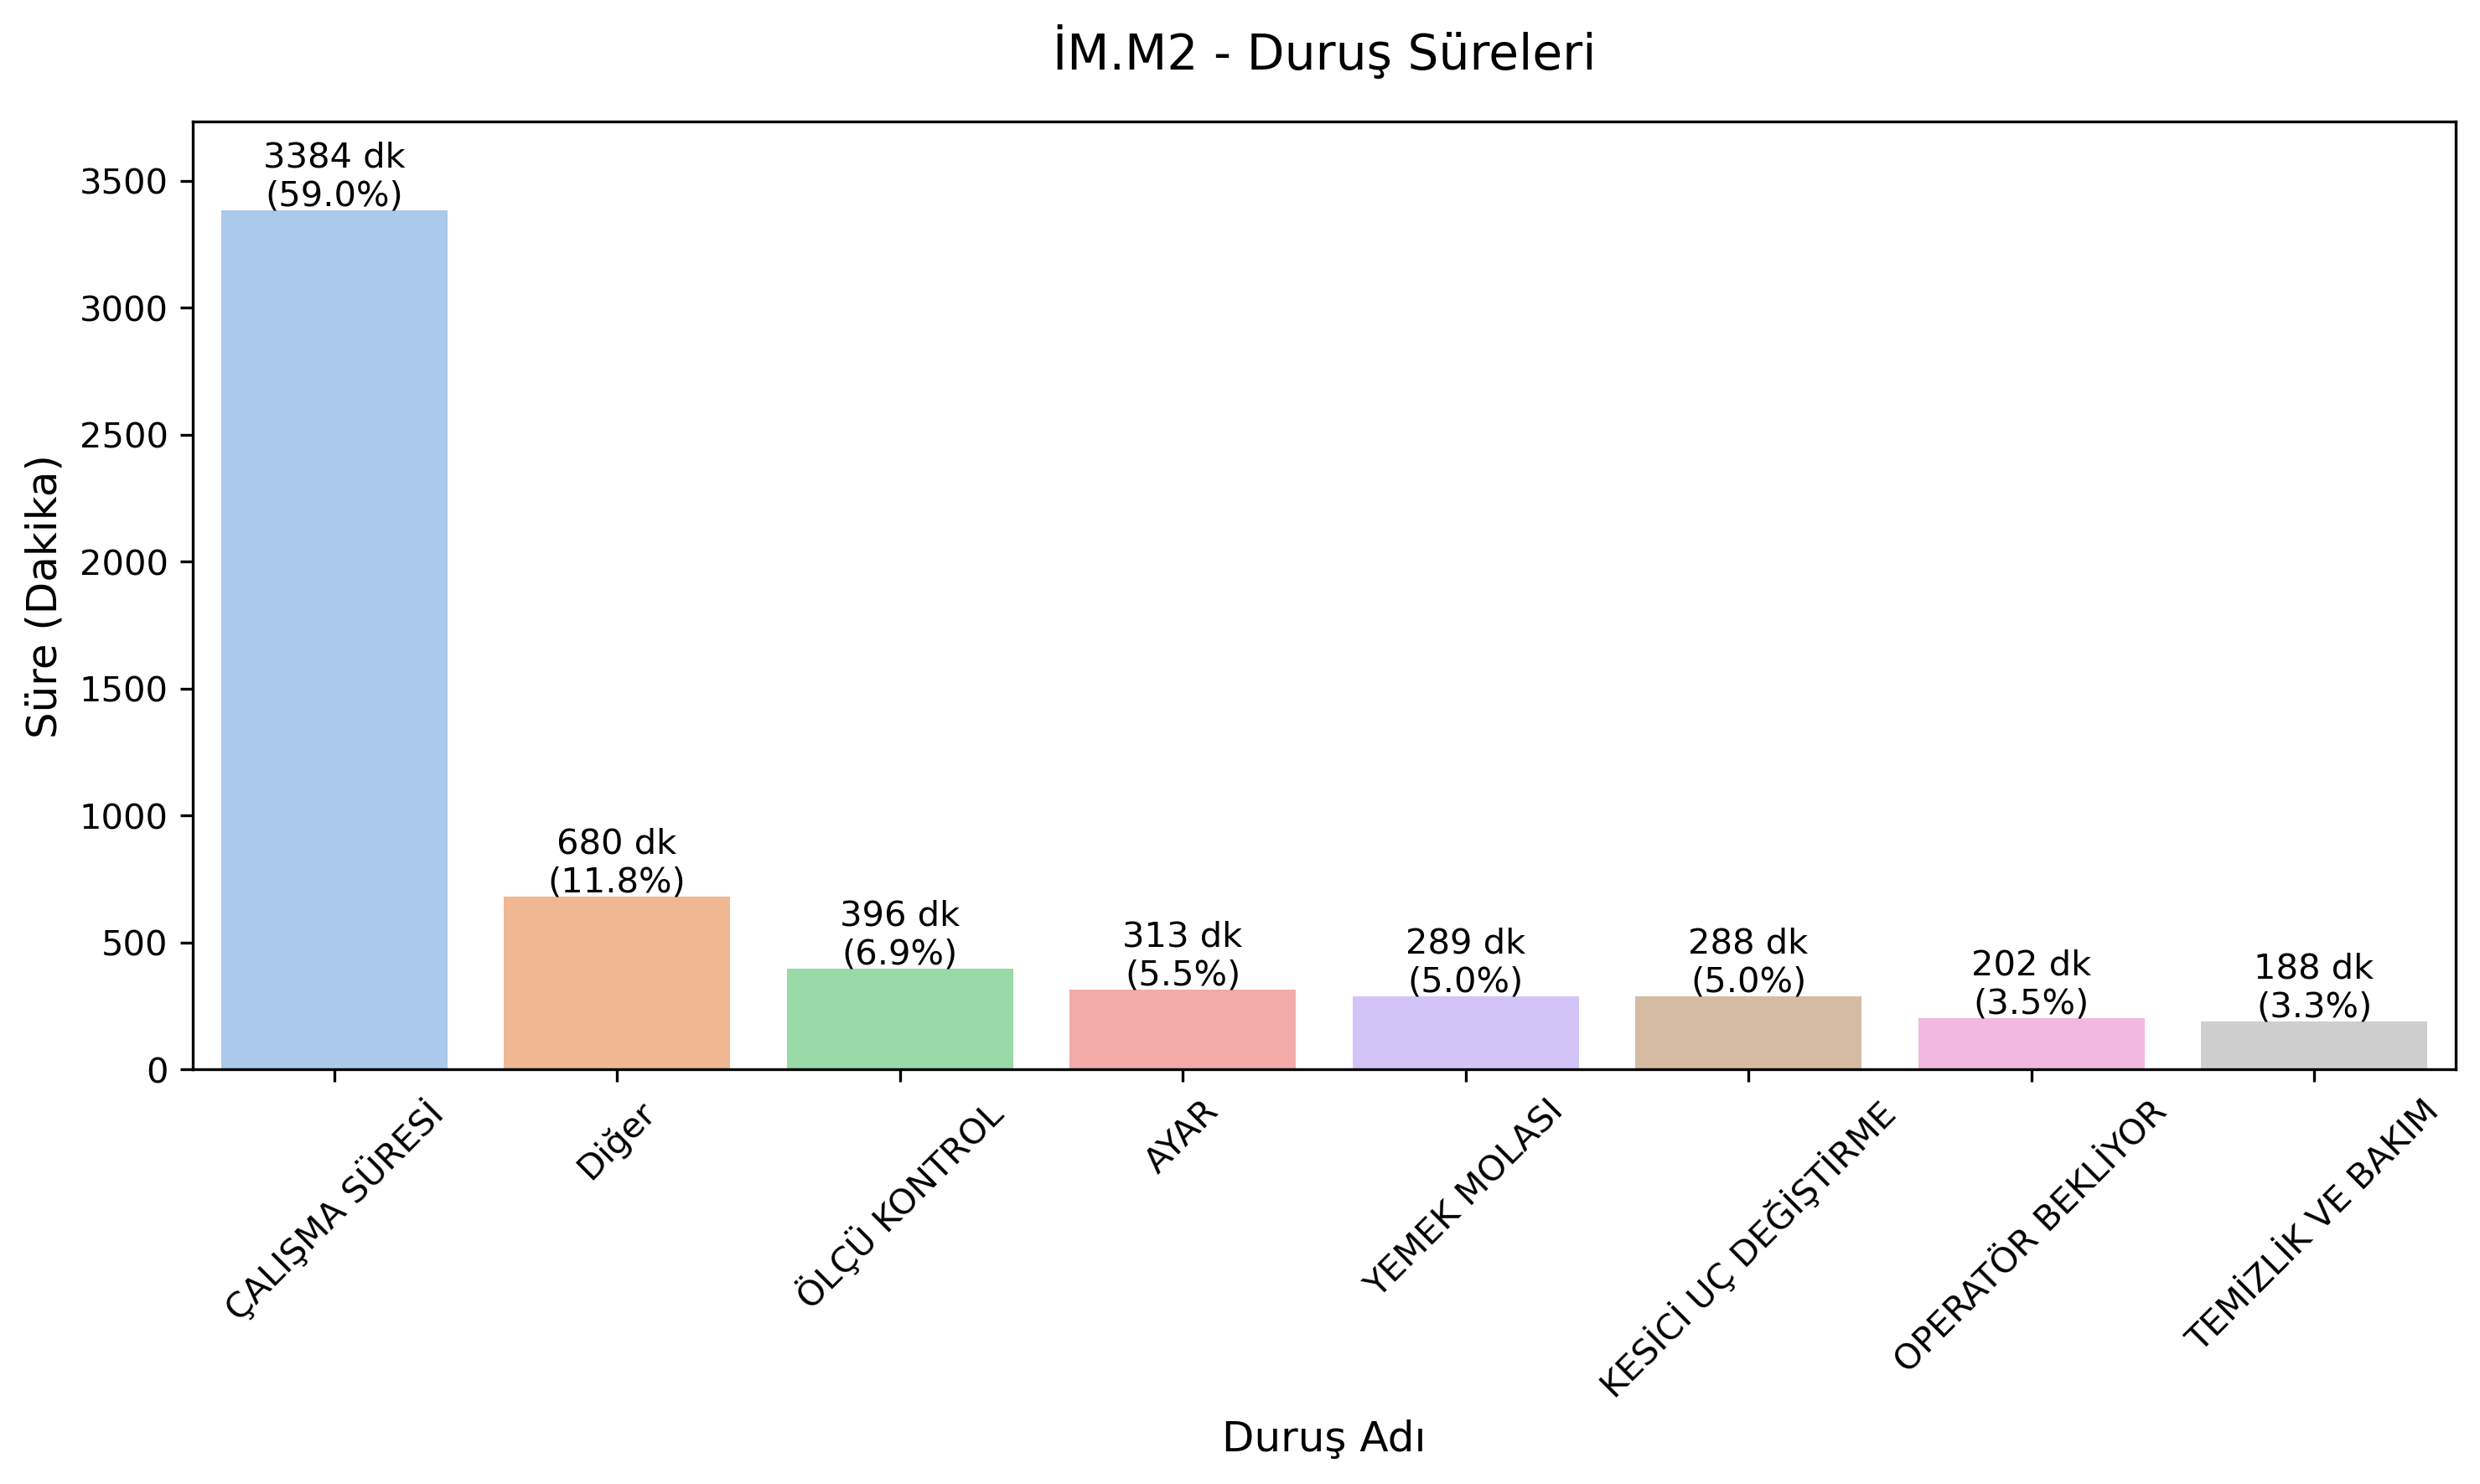 İM.M2 - Duruş Süreleri
Süre (Dakika)
3500
3000
2500
2000
1500
1000
500
0
3384 dk
(59.0%)
680 dk
(11.8%)
396 dk
(6.9%)
313 dk
(5.5%)
289 dk
(5.0%)
288 dk
(5.0%)
202 dk
(3.5%)
188 dk
(3.3%)
ÇALIŞMA SÜRESİ
Diğer
ÖLÇÜ KONTROL
AYAR
YEMEK MOLASI
KESİCİ UÇ DEĞİŞTİRME
OPERATÖR BEKLİYOR
TEMİZLİK VE BAKIM
Duruş Adı